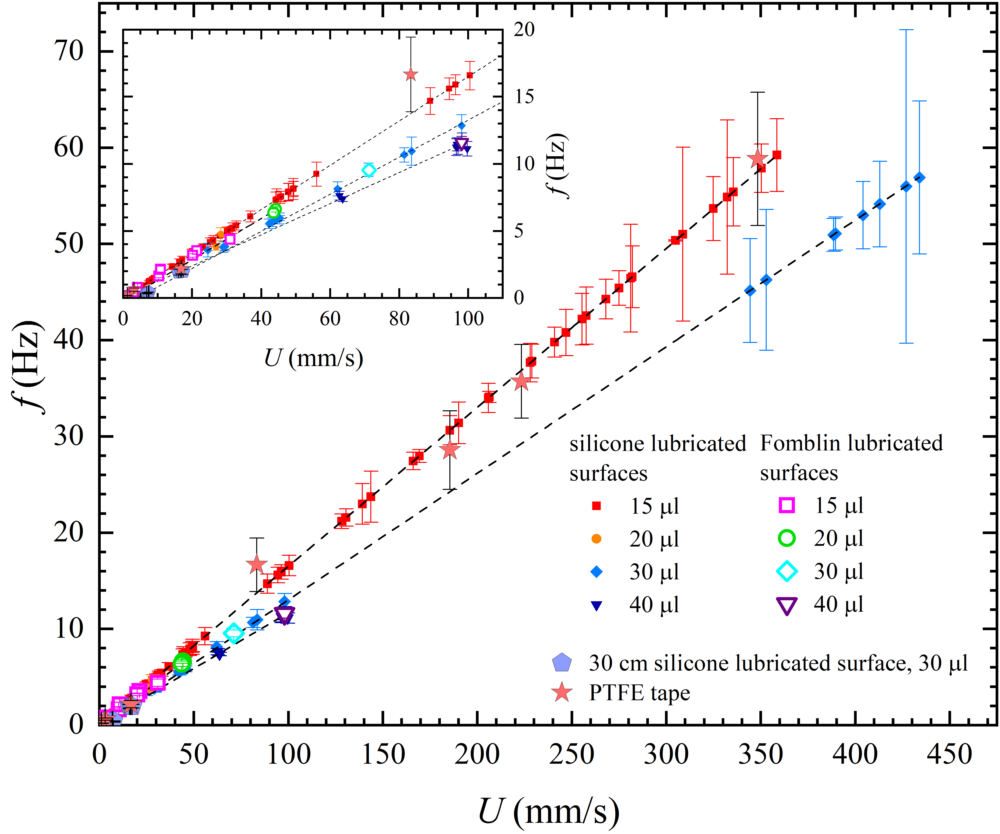 70
60
50
40
30
20
10
0
f (Hz)
20
15
10
5
0
f (Hz)
0 20 40 60 80 100
U (mm/s)
silicone lubricated surfaces
15 µl
20 µl
30 µl
40 µl
Fomblin lubricated surfaces
15 µl
20 µl
30 µl
40 µl
30 cm silicone lubricated surface, 30 µl
PTFE tape
0 50 100 150 200 250 300 350 400 450
U (mm/s)